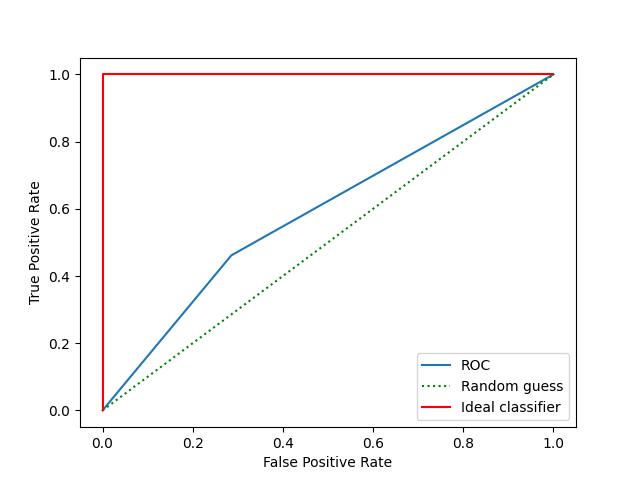 1.0
0.8
0.6
0.4
0.2
0.0
True Positive Rate
ROC
Random guess
Ideal classifier
0.0 0.2 0.4 0.6 0.8 1.0
False Positive Rate